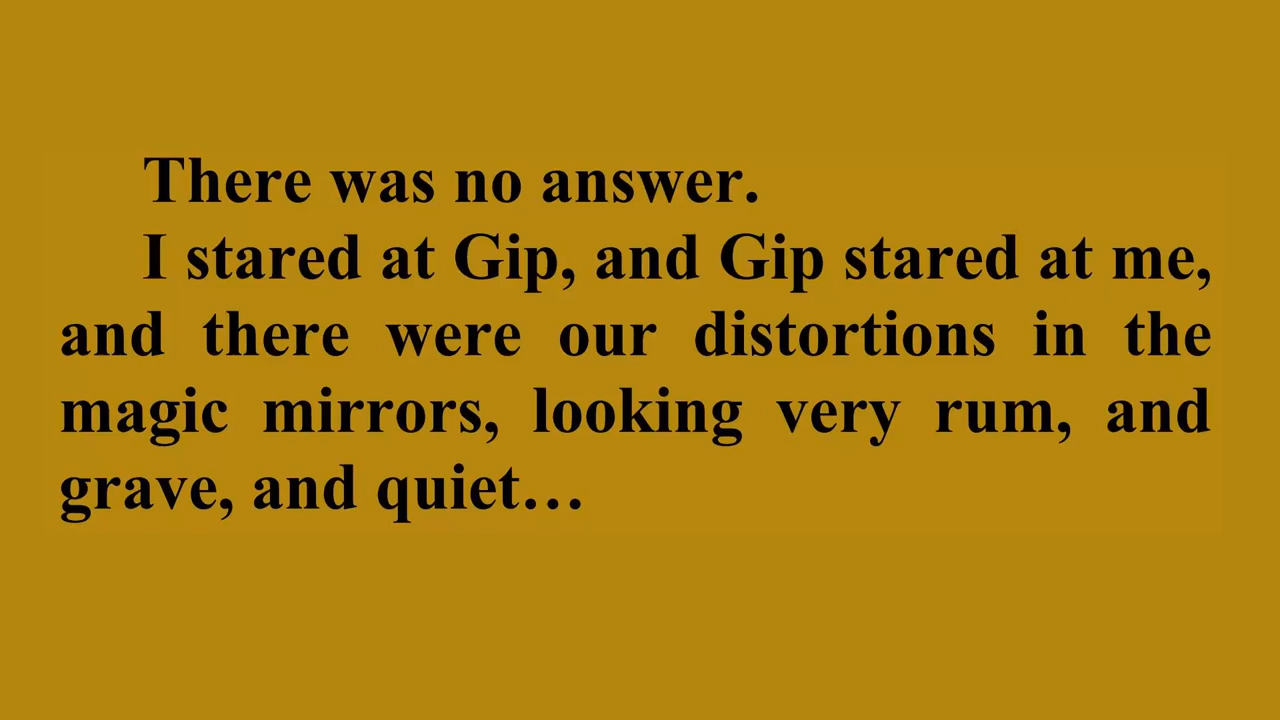 There was no answer.
I stared at Gip, and Gip stared at me,
and there were our distortions in the
magic mirrors, looking very rum, and
grave, and quiet…